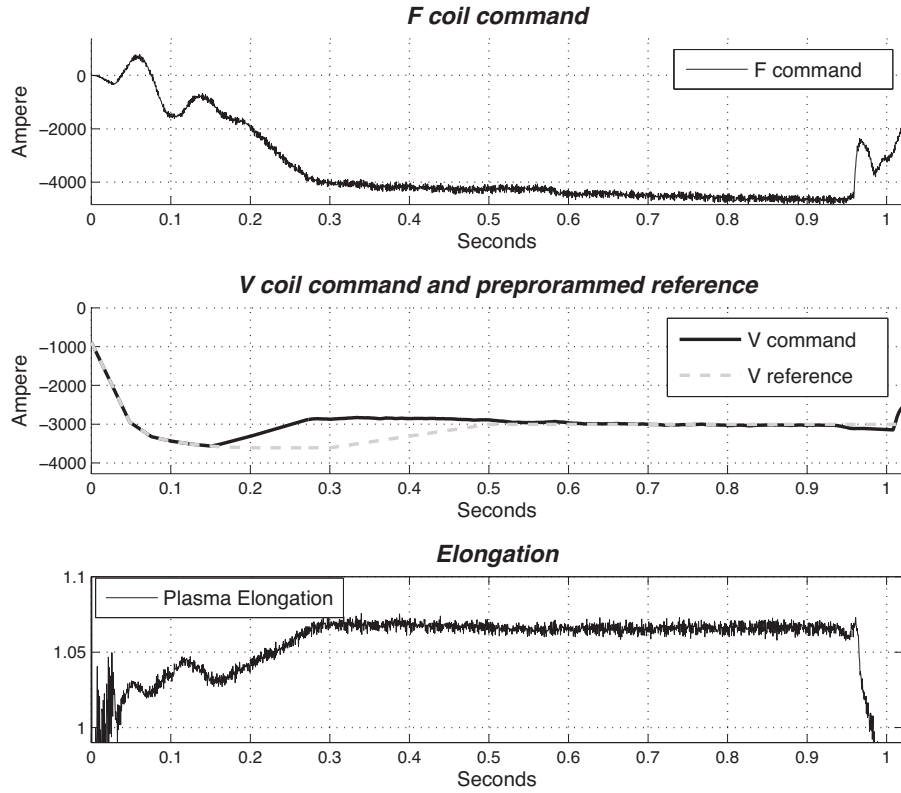 F coil command
Ampere
0
−2000
−4000
F command
0 0.1 0.2 0.3 0.4 0.5 0.6 0.7 0.8 0.9 1
Seconds
V coil command and preprorammed reference
Ampere
0
−1000
−2000
−3000
−4000
V command
V reference
0 0.1 0.2 0.3 0.4 0.5 0.6 0.7 0.8 0.9 1
Seconds
Elongation
1.1
1.05
1
Plasma Elongation
0 0.1 0.2 0.3 0.4 0.5 0.6 0.7 0.8 0.9 1
Seconds